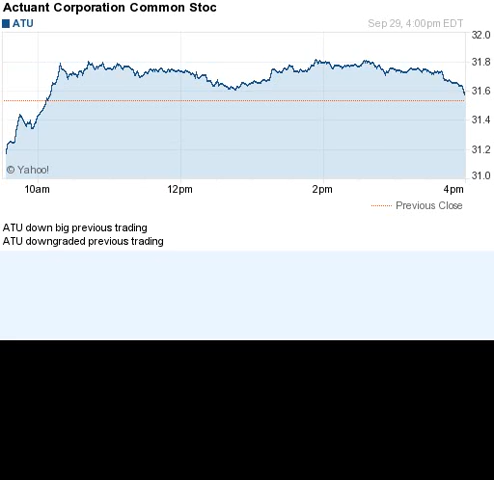 Actuant Corporation Common Stoc
ATU
Sep 29, 4:00pm EDT
32.0
31.8
31.6
31.4
31.2
31.0
© Yahoo!
10am 12pm 2pm 4pm
Previous Close
ATU down big previous trading
ATU downgraded previous trading